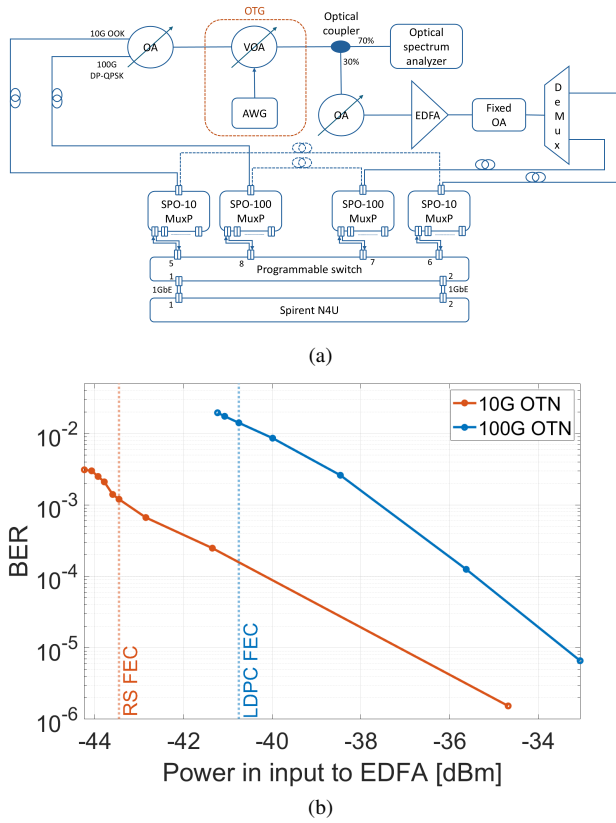 OTG
Optical
coupler
10G OOK
OA
VOA
70%
Optical
spectrum
analyzer
100G
DP-QPSK
30%
AWG
OA
EDFA
Fixed
OA
DeMux
SPO-10
MuxP
SPO-100
MuxP
SPO-100
MuxP
SPO-10
MuxP
5
8
7
6
Programmable switch
1
2
1GbE
1GbE
1
2
Spirent N4U
(a)
10G OTN
100G OTN
10⁻²
10⁻³
10⁻⁴
10⁻⁵
10⁻⁶
BER
RS FEC
LDPC FEC
-44
-42
-40
-38
-36
-34
Power in input to EDFA [dBm]
(b)